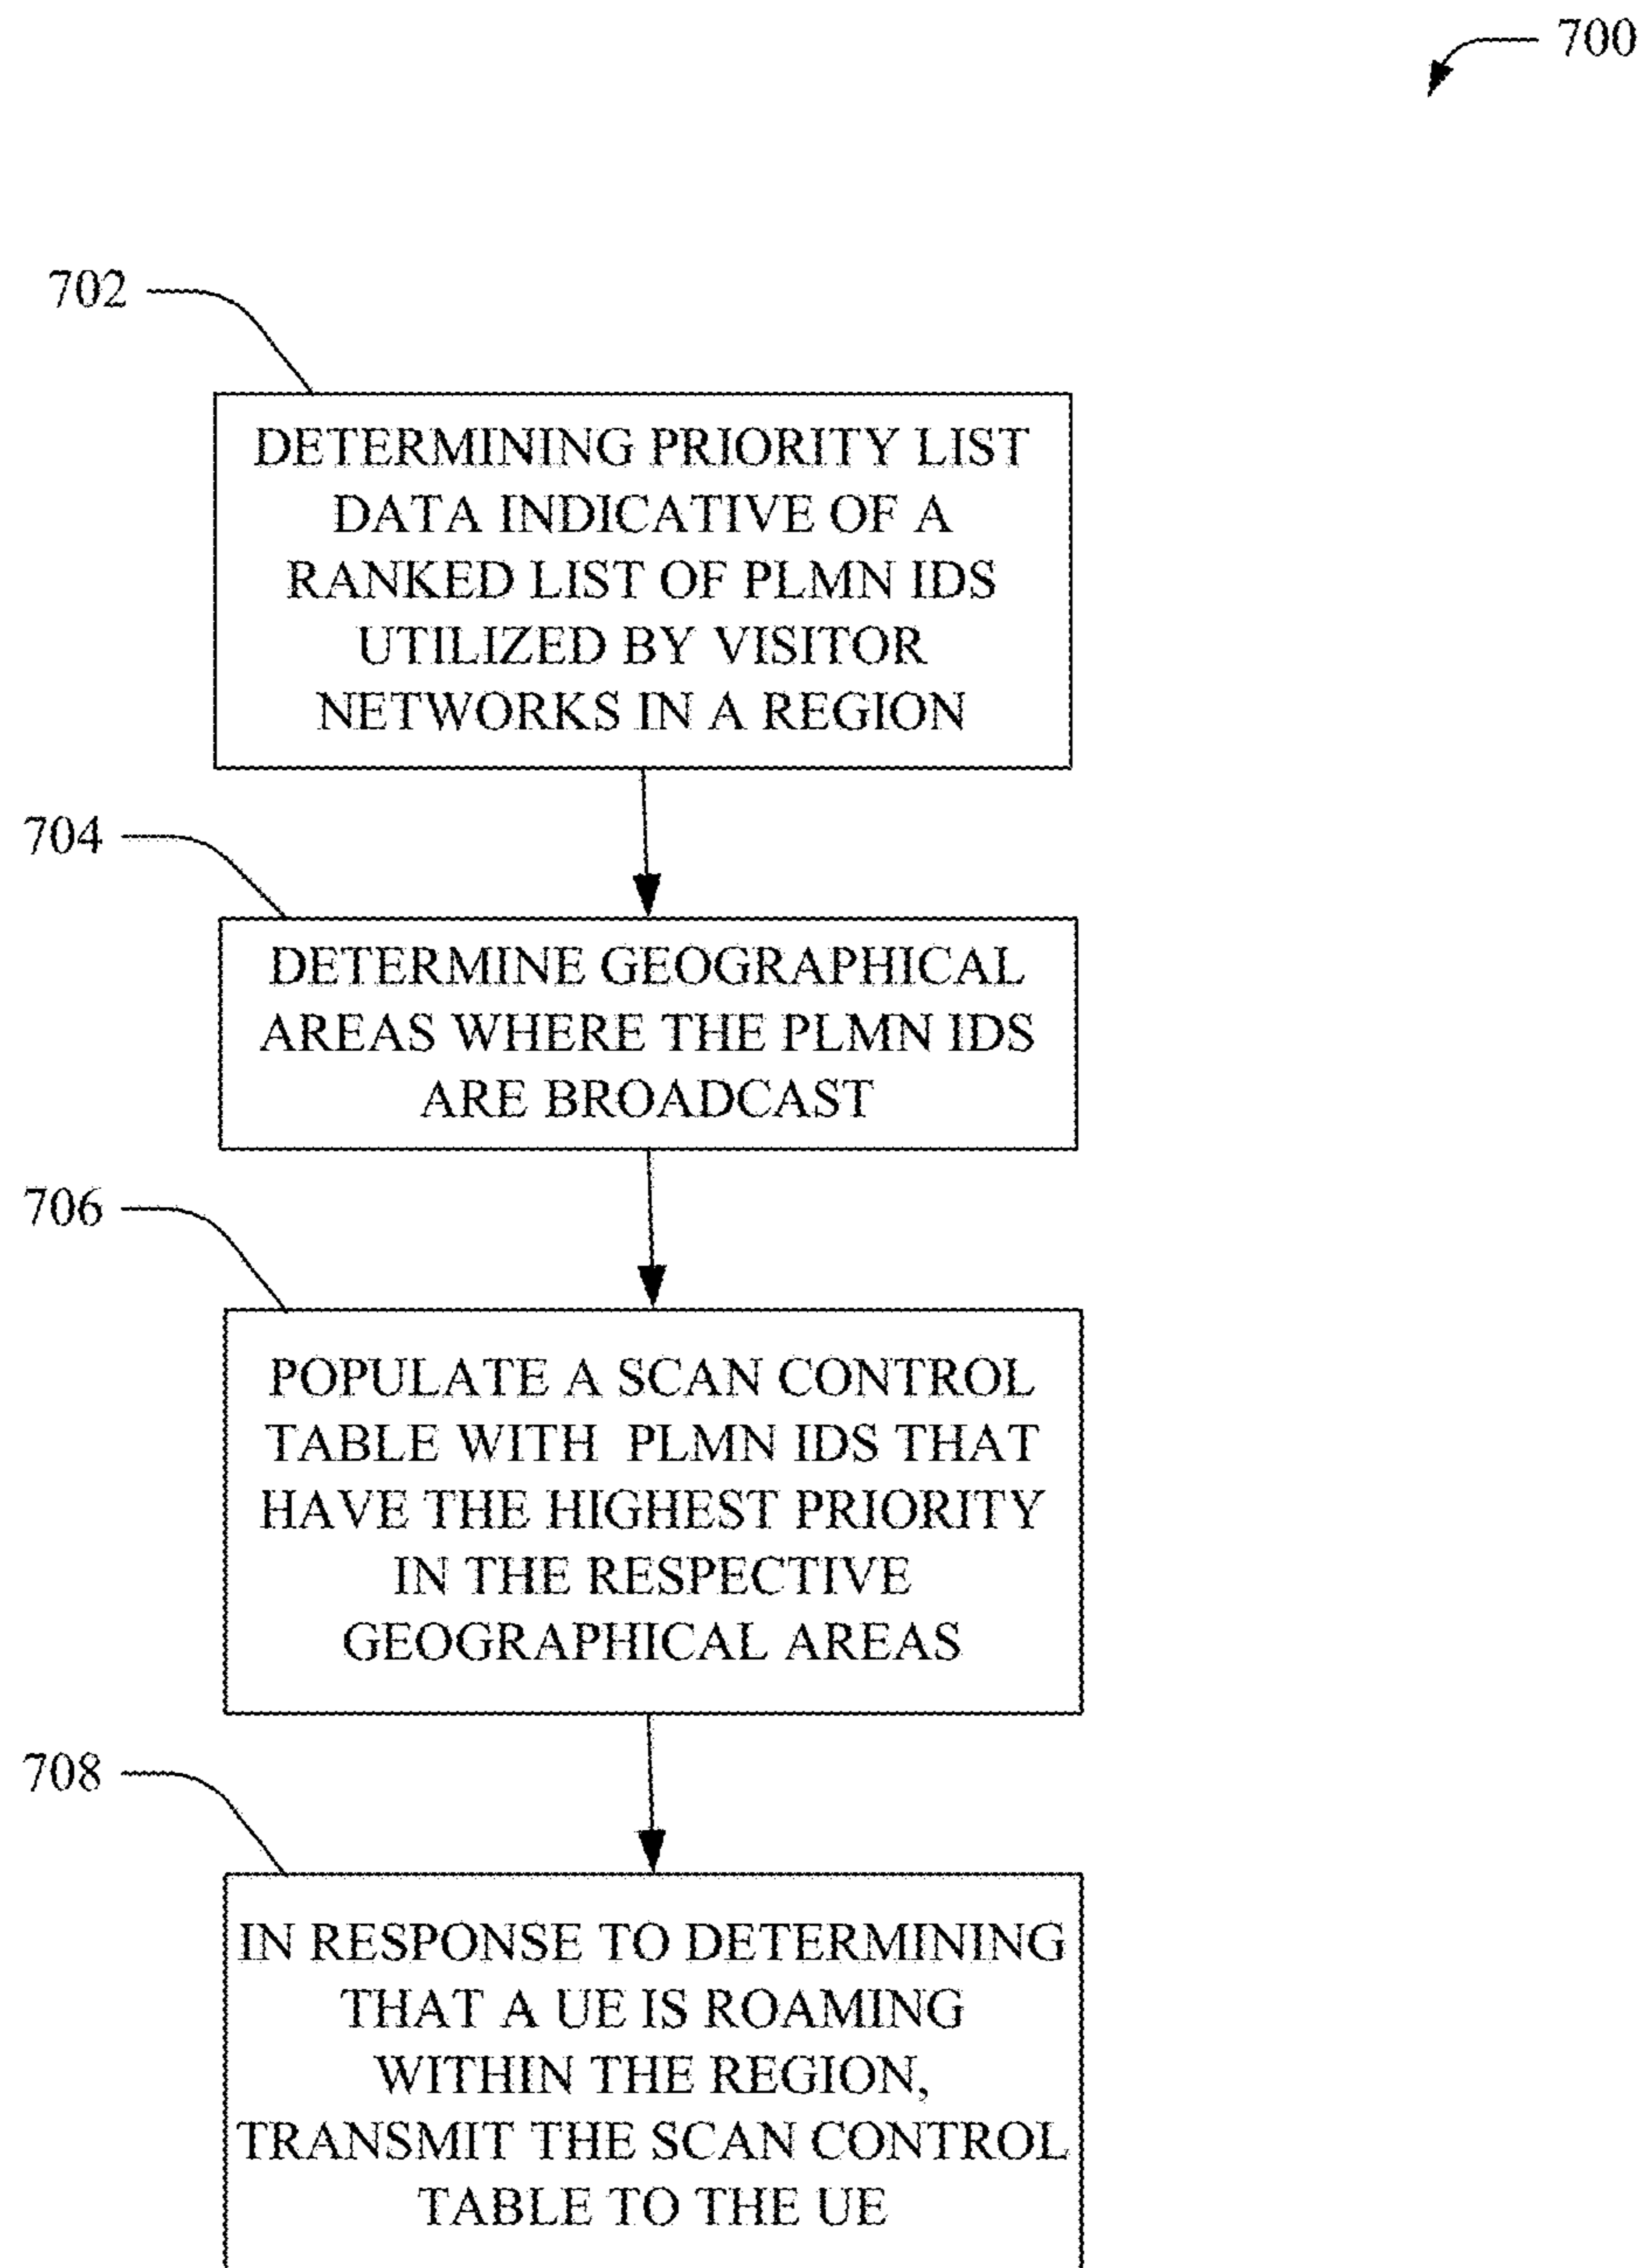 700
702
DETERMINING PRIORITY LIST
DATA INDICATIVE OF A
RANKED LIST OF PLMN IDS
UTILIZED BY VISITOR
NETWORKS IN A REGION
704
DETERMINE GEOGRAPHICAL
AREAS WHERE THE PLMN IDS
ARE BROADCAST
706
POPULATE A SCAN CONTROL
TABLE WITH PLMN IDS THAT
HAVE THE HIGHEST PRIORITY
IN THE RESPECTIVE
GEOGRAPHICAL AREAS
708
IN RESPONSE TO DETERMINING
THAT A UE IS ROAMING
WITHIN THE REGION,
TRANSMIT THE SCAN CONTROL
TABLE TO THE UE